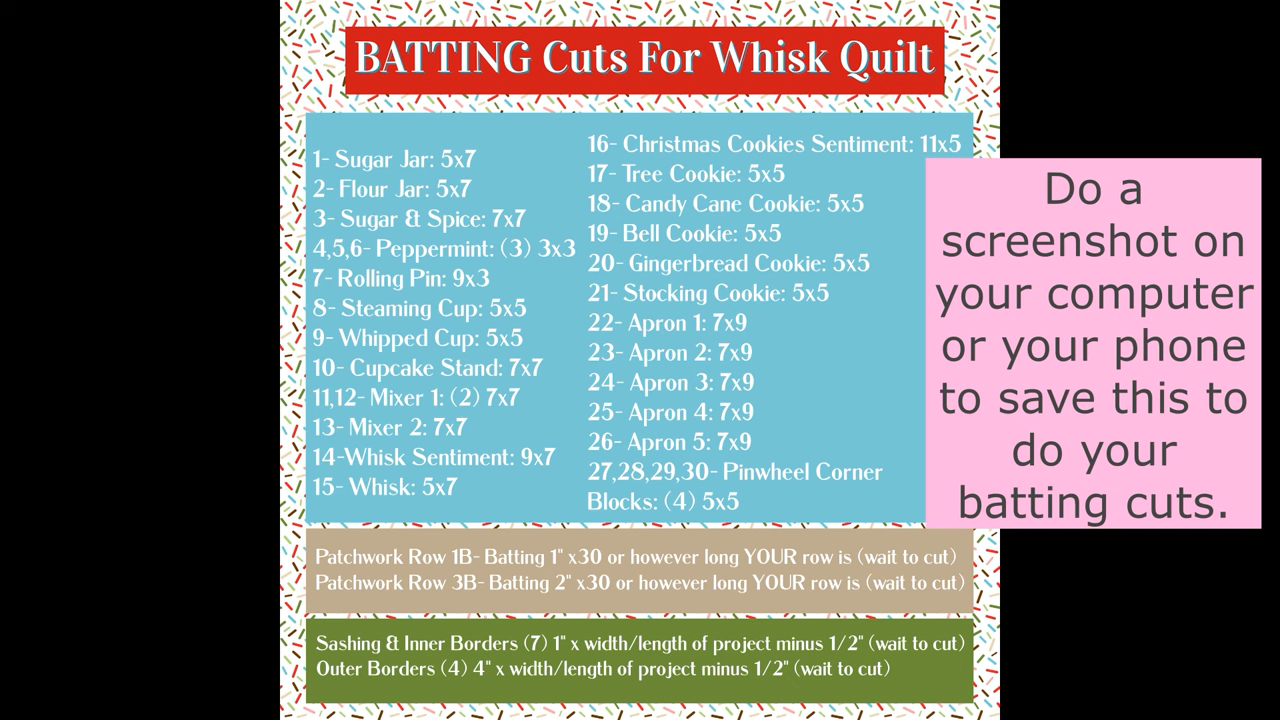 BATTING Cuts For Whisk Quilt
1- Sugar Jar: 5x7
2- Flour Jar: 5x7
3- Sugar & Spice: 7x7
4,5,6- Peppermint: (3) 3x3
7- Rolling Pin: 9x3
8- Steaming Cup: 5x5
9- Whipped Cup: 5x5
10- Cupcake Stand: 7x7
11,12- Mixer 1: (2) 7x7
13- Mixer 2: 7x7
14-Whisk Sentiment: 9x7
15- Whisk: 5x7
16- Christmas Cookies Sentiment: 11x5
17- Tree Cookie: 5x5
18- Candy Cane Cookie: 5x5
19- Bell Cookie: 5x5
20- Gingerbread Cookie: 5x5
21- Stocking Cookie: 5x5
22- Apron 1: 7x9
23- Apron 2: 7x9
24- Apron 3: 7x9
25- Apron 4: 7x9
26- Apron 5: 7x9
27,28,29,30- Pinwheel Corner
Blocks: (4) 5x5
Do a
screenshot on
your computer
or your phone
to save this to
do your
batting cuts.
Patchwork Row 1B- Batting 1" x30 or however long YOUR row is (wait to cut)
Patchwork Row 3B- Batting 2" x30 or however long YOUR row is (wait to cut)
Sashing & Inner Borders (7) 1" x width/length of project minus 1/2" (wait to cut)
Outer Borders (4) 4" x width/length of project minus 1/2" (wait to cut)